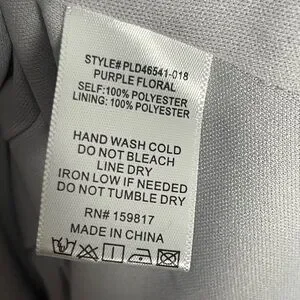 STYLE# PLD46541-018
PURPLE FLORAL
SELF:100% POLYESTER
LINING: 100% POLYESTER
HAND WASH COLD
DO NOT BLEACH
LINE DRY
IRON LOW IF NEEDED
DO NOT TUMBLE DRY
RN# 159817
MADE IN CHINA